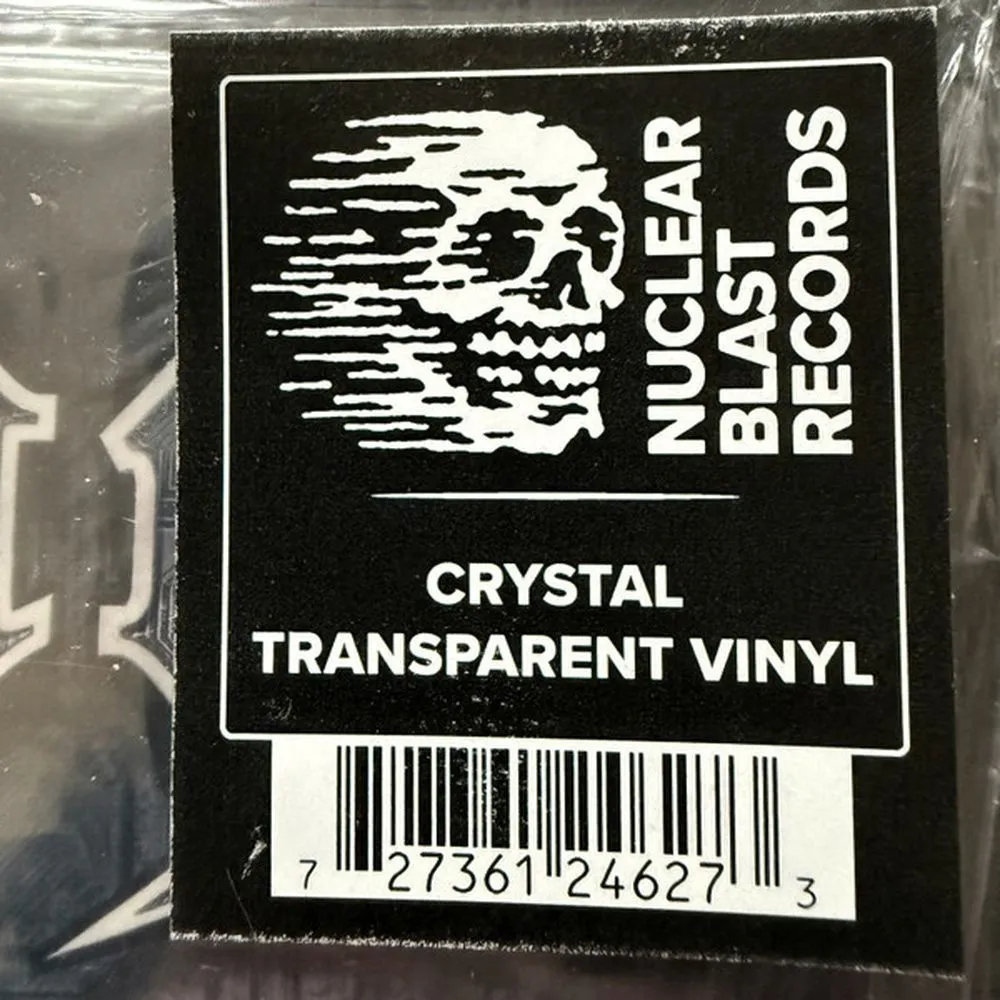 NUCLEAR
BLAST
RECORDS
CRYSTAL
TRANSPARENT VINYL
7 27361 24627 3